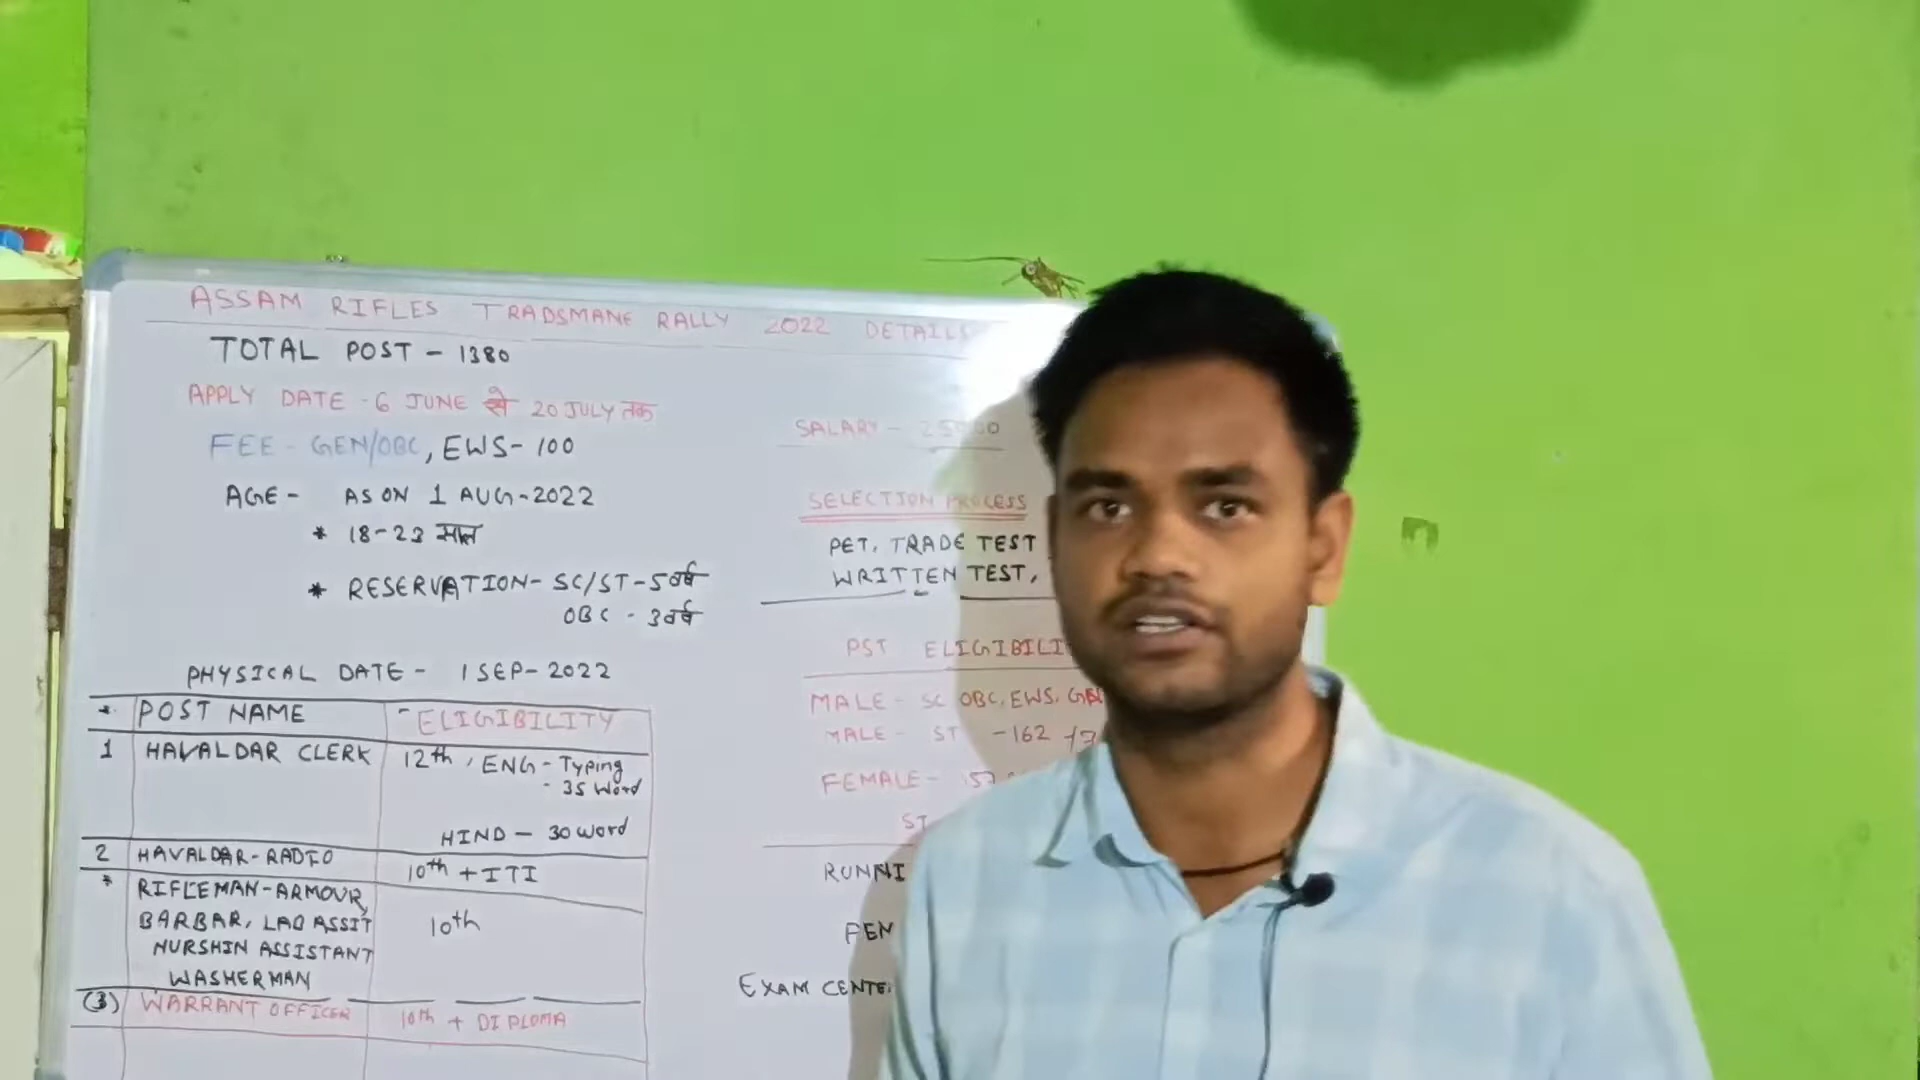 ASSAM RIFLES TRADSMANE RALLY 2022 DETAILS
TOTAL POST - 1380
APPLY DATE - 6 JUNE से 20 JULY तक
FEE - GEN/OBC, EWS- 100
AGE - AS ON 1 AUG-2022
* 18-23 साल
* RESERVATION- SC/ST-5 वर्ष
OBC - 3 वर्ष
PHYSICAL DATE - 1 SEP-2022
POST NAME ELIGIBILITY
1 HAVALDAR CLERK 12th, ENG - Typing
- 35 Word
HIND - 30 word
2 HAVALDAR-RADIO 10th + ITI
* RIFLEMAN-ARMOUR,
BARBAR, LAB ASSIT 10th
NURSHIN ASSISTANT
WASHERMAN
(3) WARRANT OFFICER 10th + DIPLOMA
SALARY -
SELECTION PROCESS
PET, TRADE TEST
WRITTEN TEST,
PST ELIGIBILI
MALE - SC OBC, EWS, GEN
MALE - ST - 162
FEMALE - 157
ST
RUNNI
FEM
EXAM CENTE